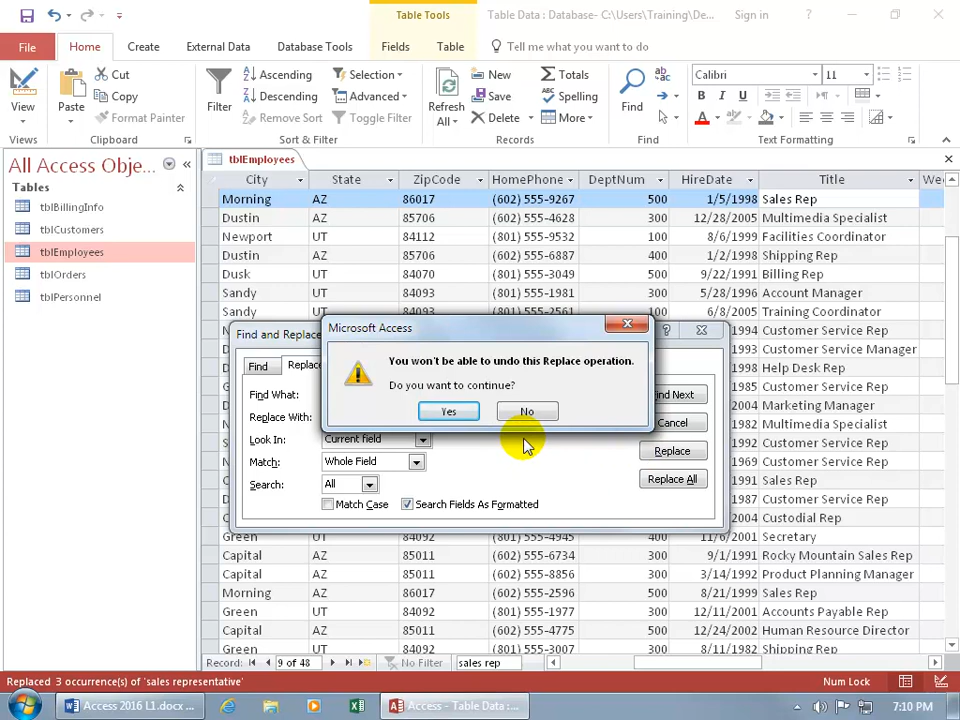 Table Tools
Table Data : Database- C:\Users\Training\De...
Sign in
?
File
Home
Create
External Data
Database Tools
Fields
Table
Tell me what you want to do
View
Paste
Cut
Copy
Format Painter
Filter
Ascending
Descending
Remove Sort
Selection
Advanced
Toggle Filter
Refresh All
New
Save
Delete
Totals
Spelling
More
Find
Calibri
11
B I U
Views
Clipboard
Sort & Filter
Records
Find
Text Formatting
All Access Obje...
Tables
tblBillingInfo
tblCustomers
tblEmployees
tblOrders
tblPersonnel
tblEmployees
City State ZipCode HomePhone DeptNum HireDate Title Wee
Morning AZ 86017 (602) 555-9267 500 1/5/1998 Sales Rep
Dustin AZ 85706 (602) 555-4628 300 12/28/2005 Multimedia Specialist
Newport UT 84112 (801) 555-9532 100 8/6/1999 Facilities Coordinator
Dustin AZ 85706 (602) 555-6887 400 1/2/1998 Shipping Rep
Dusk UT 84070 (801) 555-3049 500 9/22/1991 Billing Rep
Sandy UT 84093 (801) 555-1981 300 5/28/1996 Account Manager
Sandy UT 84093 (602) 555-2586 100 6/8/2005 Training Coordinator
Customer Service Rep
Customer Service Manager
Help Desk Rep
Marketing Manager
Multimedia Specialist
Customer Service Rep
Customer Service Rep
Sales Rep
Customer Service Rep
Custodial Rep
Green UT 84092 (801) 555-4945 400 11/6/2001 Secretary
Capital AZ 85011 (602) 555-6734 300 9/1/1991 Rocky Mountain Sales Rep
Capital AZ 85011 (602) 555-8856 400 3/14/1992 Product Planning Manager
Morning AZ 86017 (602) 555-2596 500 9/1/1992 Sales Rep
Green UT 84092 (801) 555-1977 300 12/11/2001 Accounts Payable Rep
Capital AZ 85011 (602) 555-4775 500 12/24/2002 Human Resource Director
Green UT 84092 (801) 555-3007 300 8/11/1992 Shipping Rep
Find and Replace
?
Find
Replace
Find What:
Replace With:
Look In: Current field
Match: Whole Field
Search: All
Match Case
Search Fields As Formatted
Find Next
Cancel
Replace
Replace All
Microsoft Access
You won't be able to undo this Replace operation.
Do you want to continue?
Yes
No
Record: 9 of 48 No Filter sales rep
Replaced 3 occurrence(s) of 'sales representative'
Num Lock
Access 2016 L1.docx ...
Access - Table Data :...
7:10 PM